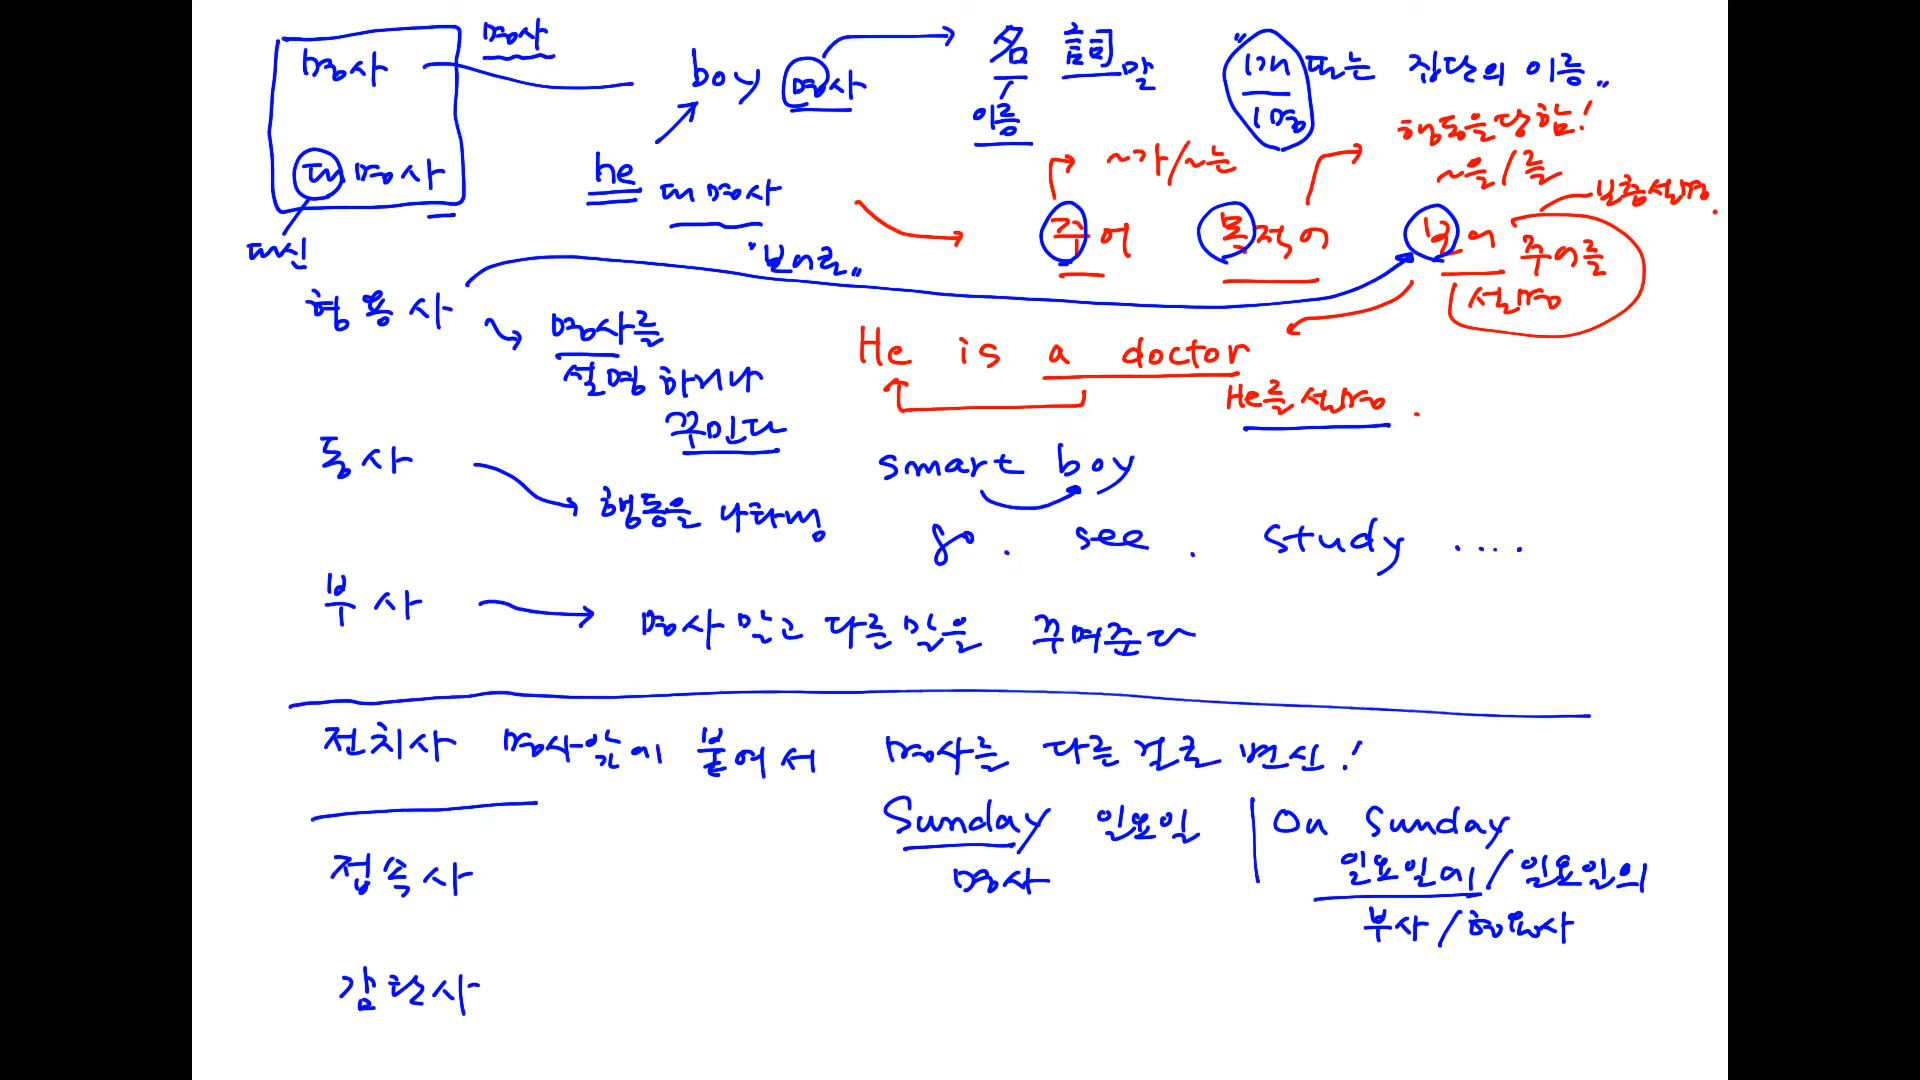 명사
명사
boy 명사
名 詞 말
이름
"1개 또는 집단의 이름"
1명
대명사
대신
he 대명사
~가/~는
행동을 당함!
~을/를
보충설명.
주어 목적어 보어
주어를
설명
"보어로"
형용사
명사를
설명하거나
꾸민다
He is a doctor
He를 설명.
smart boy
동사
행동을 나타냄
go. see. study ....
부사
명사 말고 다른 말을 꾸며준다
전치사 명사앞에 붙어서 명사를 다른걸로 변신!
Sunday 일요일
명사
On Sunday
일요일에/일요일의
부사/형용사
접속사
감탄사